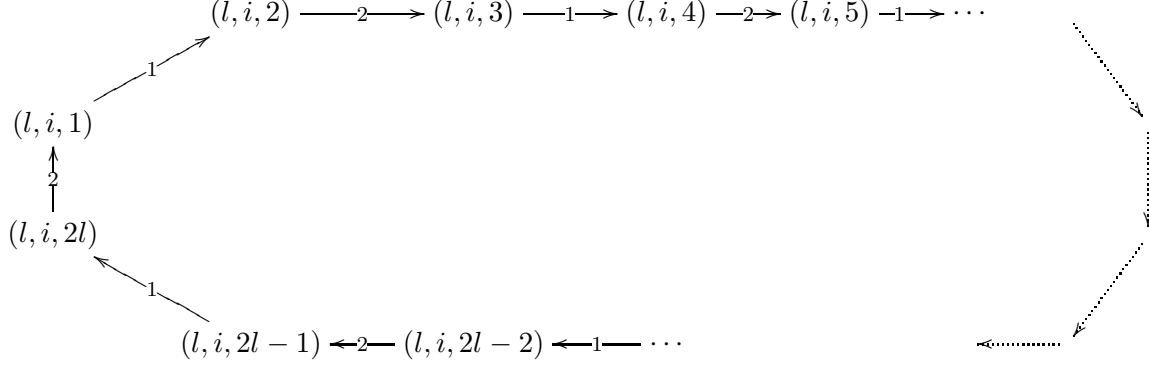 (l, i, 2) 2 (l, i, 3) 1 (l, i, 4) 2 (l, i, 5) 1 ···
1
(l, i, 1)
2
(l, i, 2l)
1
(l, i, 2l − 1) 2 (l, i, 2l − 2) 1 ···